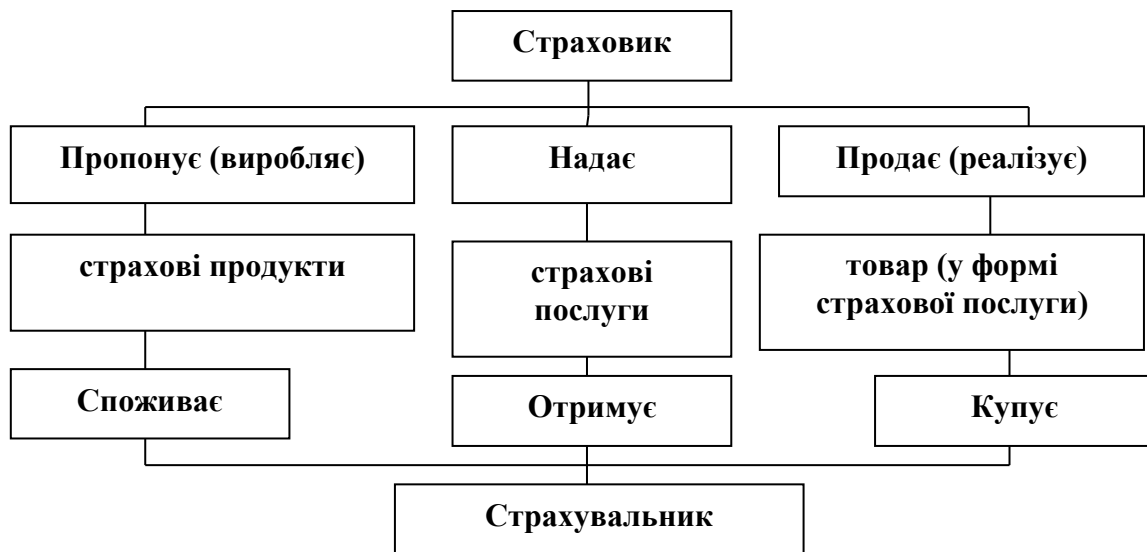 Страховик
Пропонує (виробляє)
Надає
Продає (реалізує)
страхові продукти
страхові
послуги
товар (у формі
страхової послуги)
Споживає
Отримує
Купує
Страхувальник